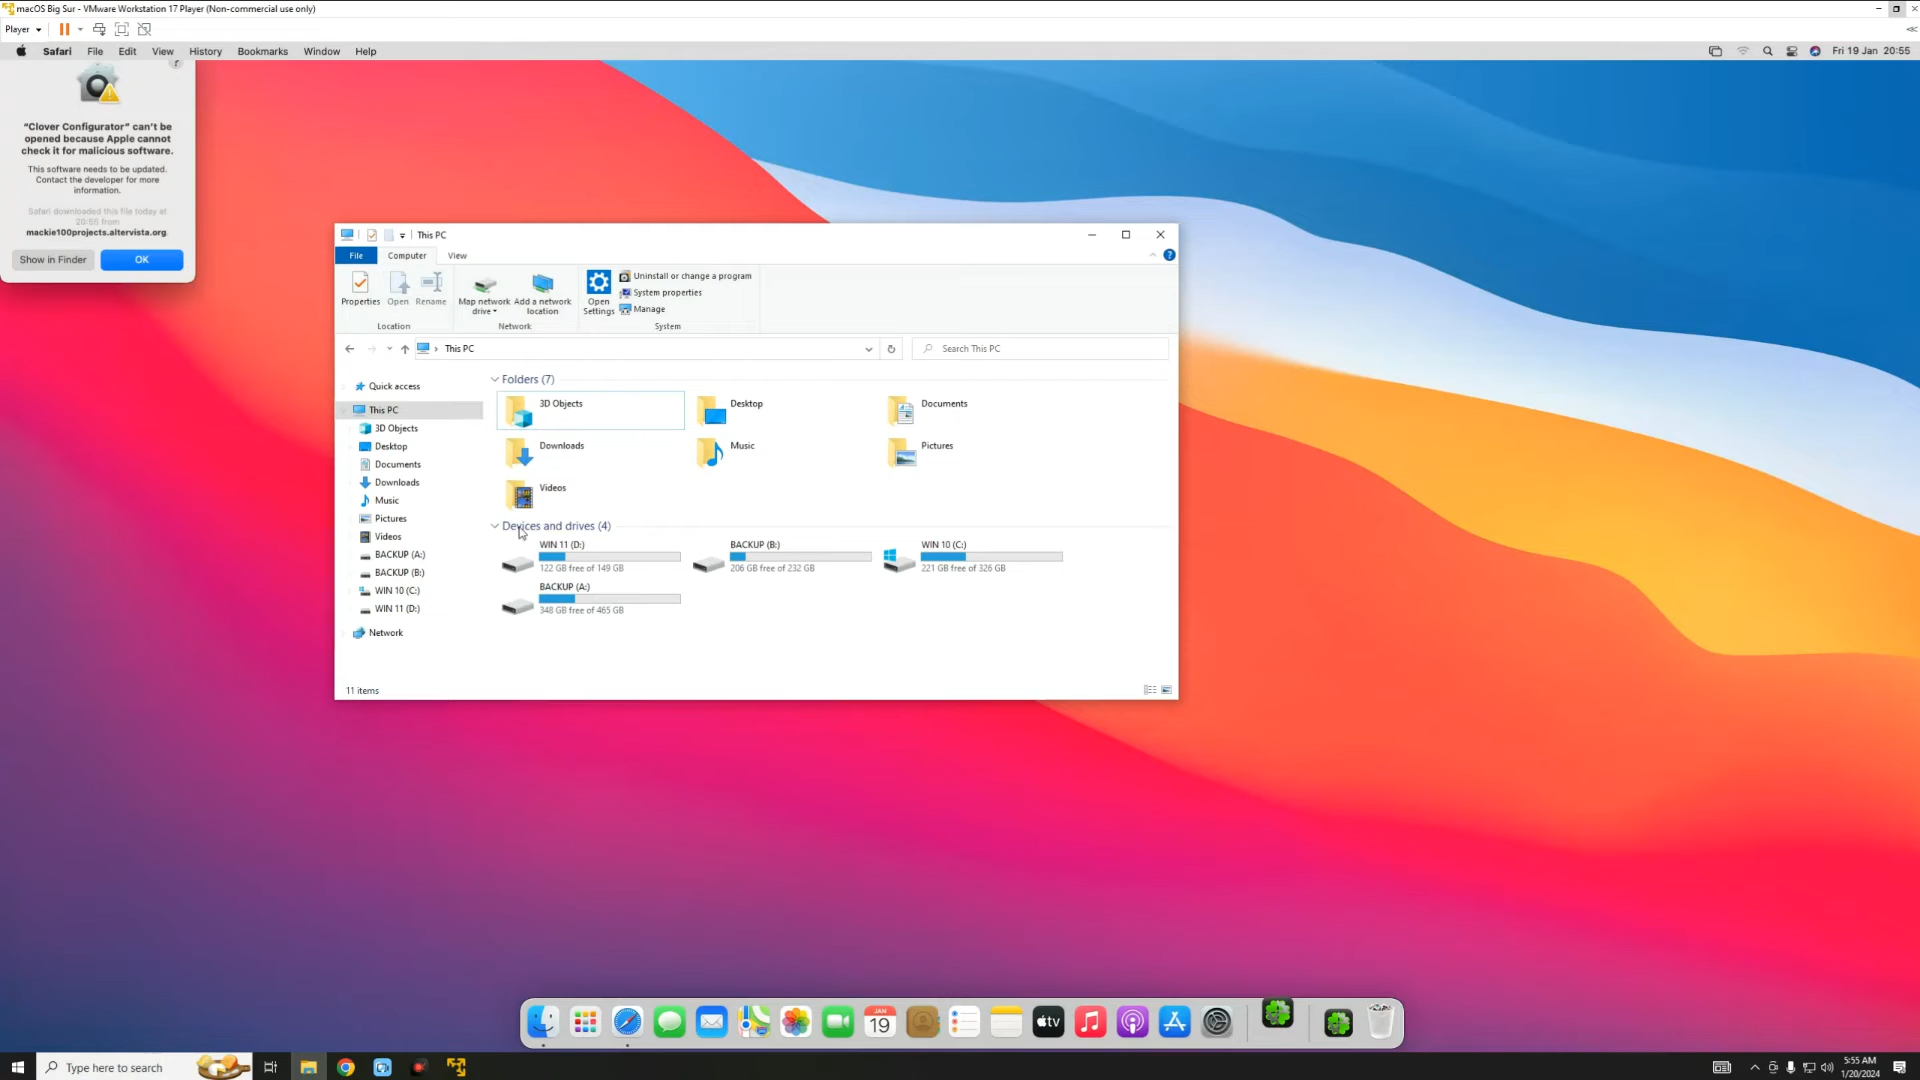 macOS Big Sur - VMware Workstation 17 Player (Non-commercial use only)
Player
Safari File Edit View History Bookmarks Window Help
Fri 19 Jan 20:55
?
“Clover Configurator” can’t be
opened because Apple cannot
check it for malicious software.
This software needs to be updated.
Contact the developer for more
information.
Safari downloaded this file today at
20:55 from
mackie100projects.altervista.org
Show in Finder
OK
This PC
File Computer View
Properties
Open
Rename
Map network
drive
Add a network
location
Open
Settings
Uninstall or change a program
System properties
Manage
Location
Network
System
This PC
Search This PC
Quick access
This PC
3D Objects
Desktop
Documents
Downloads
Music
Pictures
Videos
BACKUP (A:)
BACKUP (B:)
WIN 10 (C:)
WIN 11 (D:)
Network
Folders (7)
3D Objects
Desktop
Documents
Downloads
Music
Pictures
Videos
Devices and drives (4)
WIN 11 (D:)
122 GB free of 149 GB
BACKUP (B:)
206 GB free of 232 GB
WIN 10 (C:)
221 GB free of 326 GB
BACKUP (A:)
348 GB free of 465 GB
11 items
JAN
19
tv
Type here to search
5:55 AM
1/20/2024